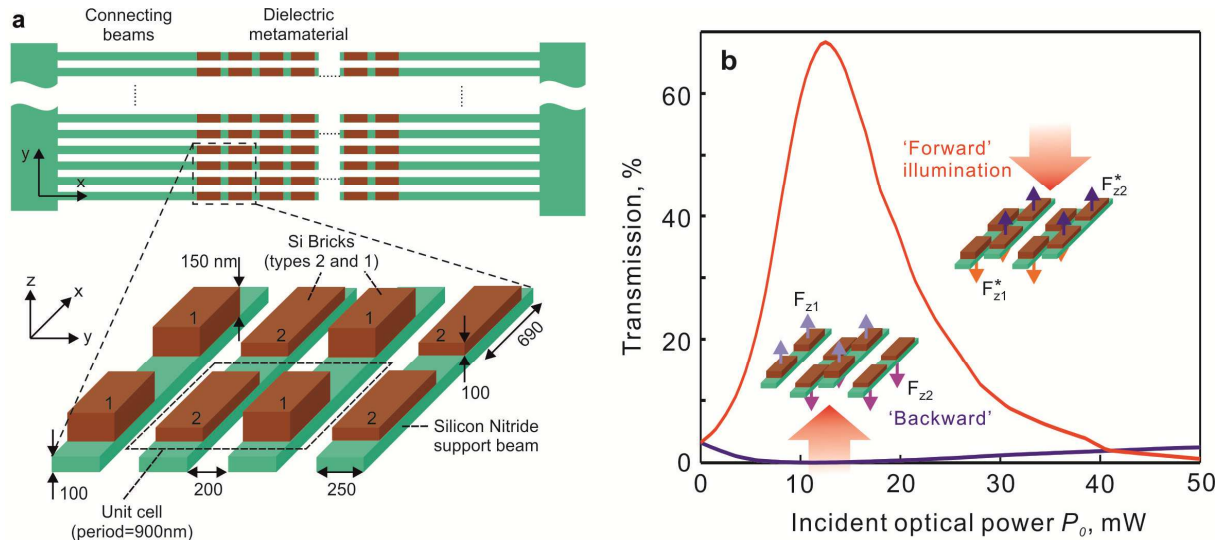 a
Connecting
beams
Dielectric
metamaterial
y
x
Si Bricks
(types 2 and 1)
150 nm
z
x
y
1
2
1
2
690
1
2
1
2
100
Silicon Nitride
support beam
100
200
250
Unit cell
(period=900nm)
b
Transmission, %
60
40
20
0
'Forward'
illumination
Fz2*
Fz1*
Fz1
Fz2
'Backward'
0
10
20
30
40
50
Incident optical power P0, mW